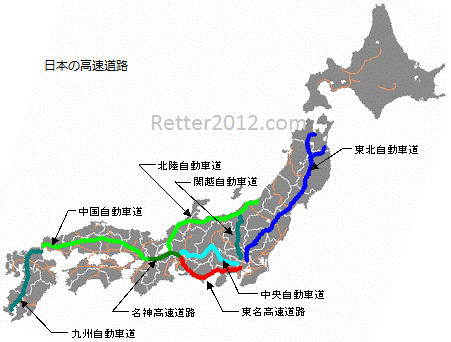 日本の高速道路
Retter2012.com
東北自動車道
北陸自動車道
関越自動車道
中国自動車道
中央自動車道
名神高速道路
東名高速道路
九州自動車道